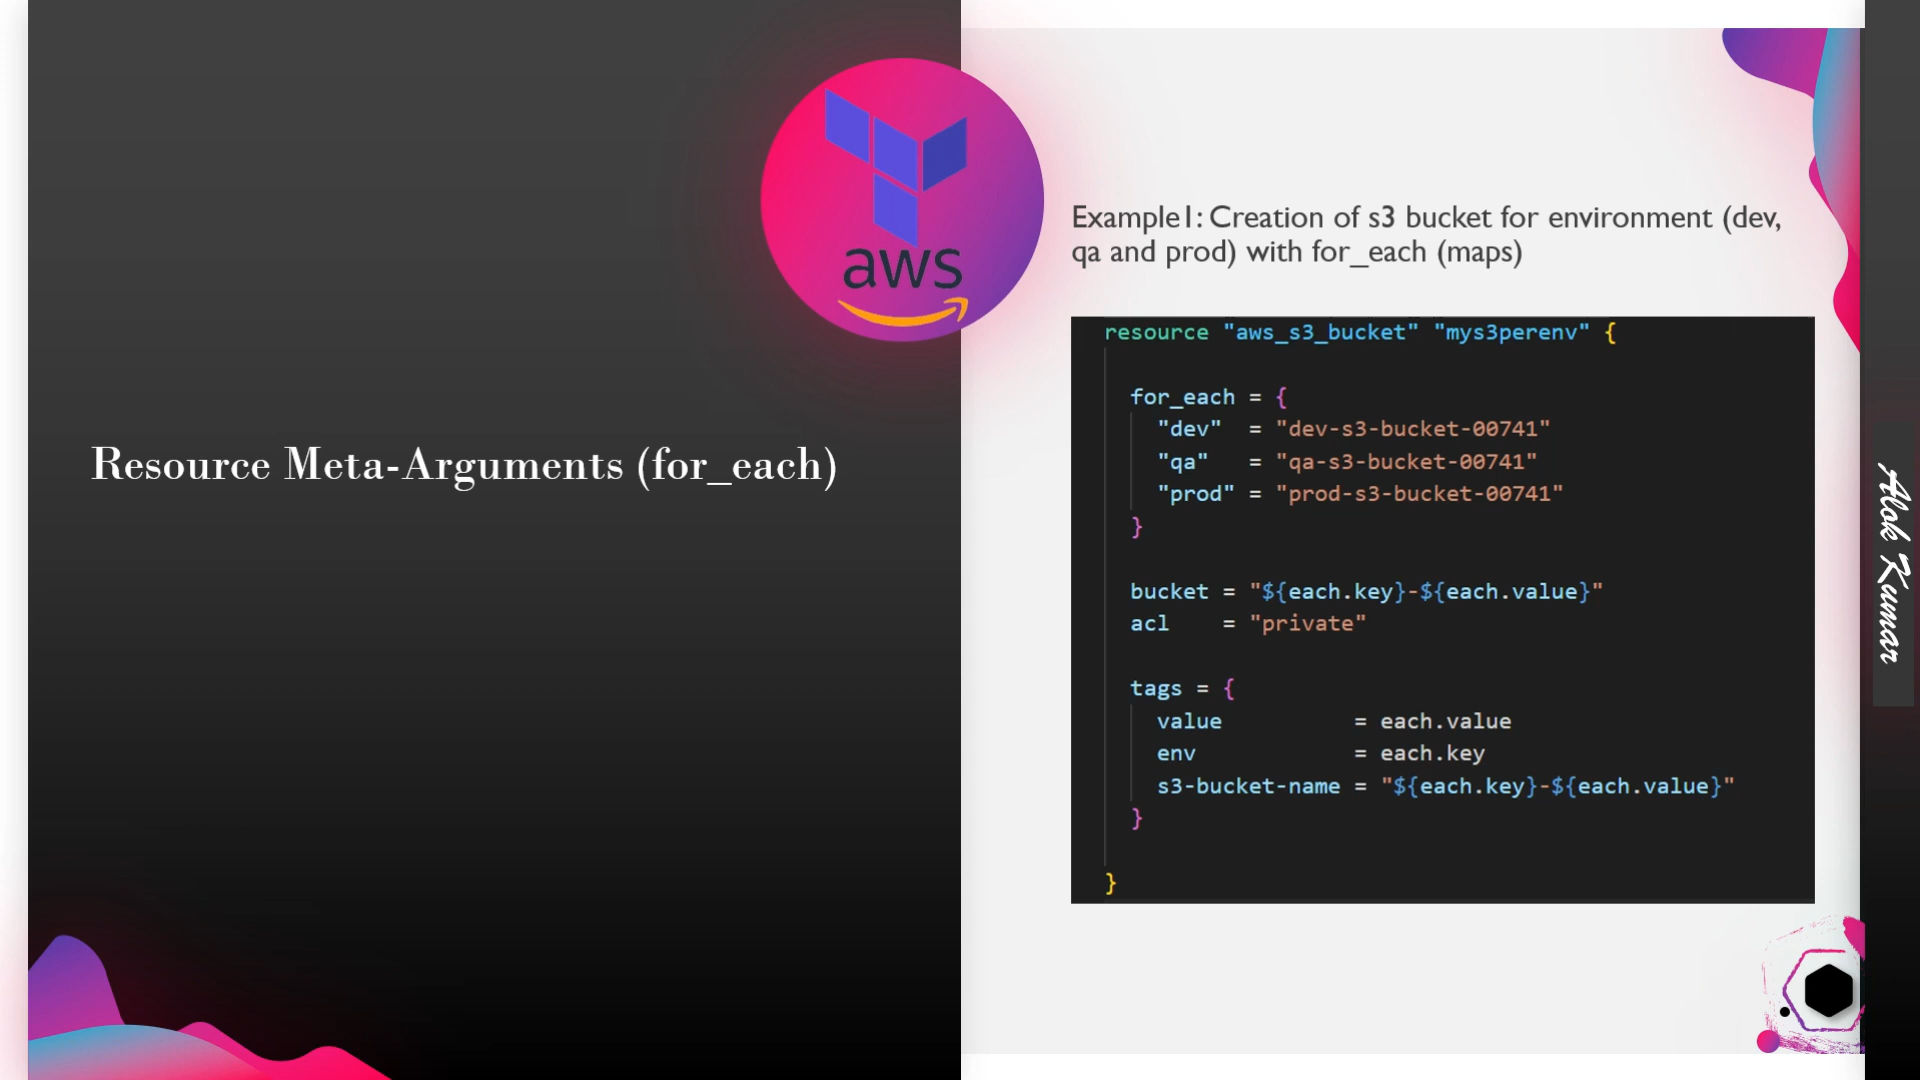 Resource Meta-Arguments (for_each)
aws
Example1: Creation of s3 bucket for environment (dev,
qa and prod) with for_each (maps)
resource "aws_s3_bucket" "mys3perenv" {
for_each = {
"dev" = "dev-s3-bucket-00741"
"qa" = "qa-s3-bucket-00741"
"prod" = "prod-s3-bucket-00741"
}
bucket = "${each.key}-${each.value}"
acl = "private"
tags = {
value = each.value
env = each.key
s3-bucket-name = "${each.key}-${each.value}"
}
}
Alok Kumar